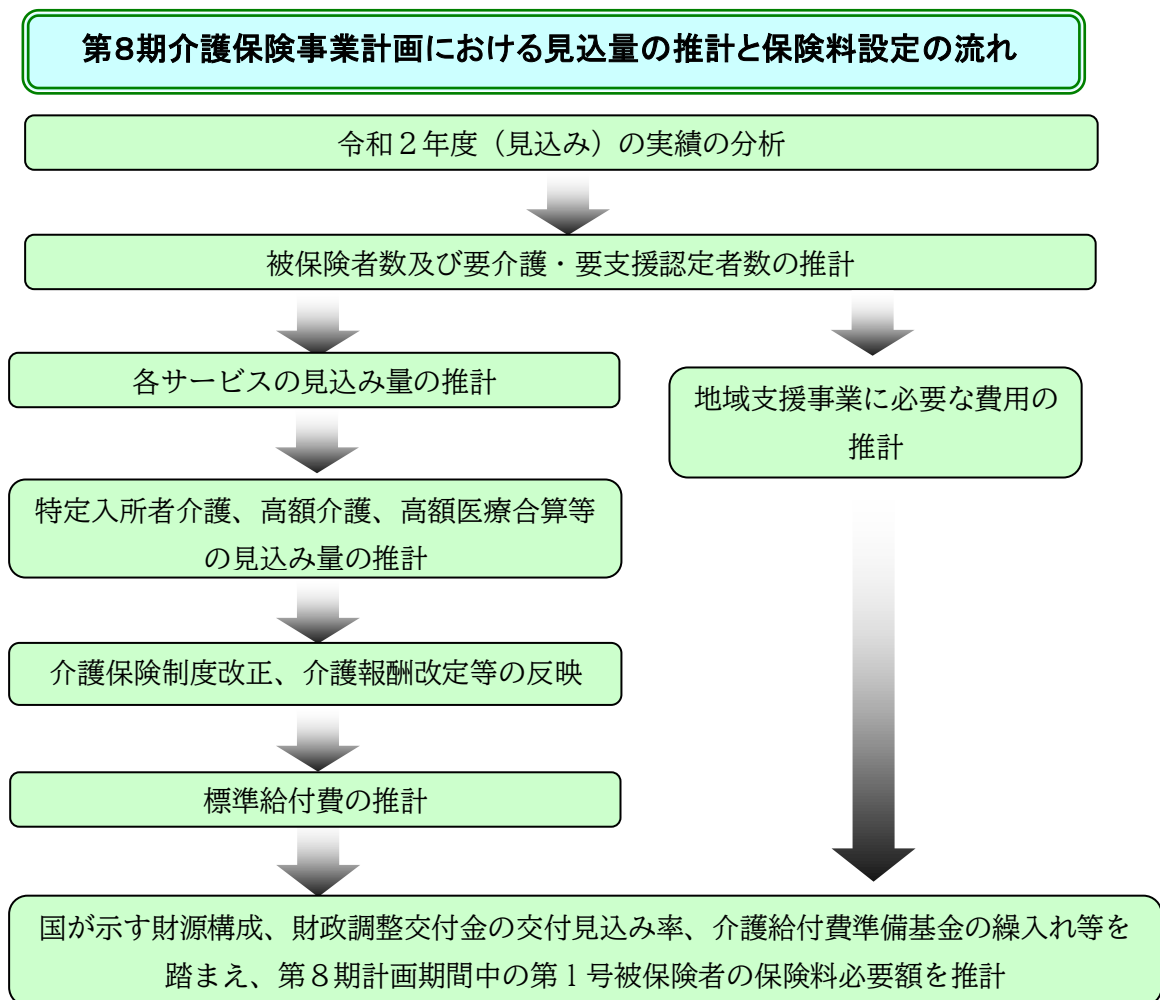 第8期介護保険事業計画における見込量の推計と保険料設定の流れ
令和２年度（見込み）の実績の分析
被保険者数及び要介護・要支援認定者数の推計
各サービスの見込み量の推計
地域支援事業に必要な費用の
推計
特定入所者介護、高額介護、高額医療合算等
の見込み量の推計
介護保険制度改正、介護報酬改定等の反映
標準給付費の推計
国が示す財源構成、財政調整交付金の交付見込み率、介護給付費準備基金の繰入れ等を
踏まえ、第８期計画期間中の第１号被保険者の保険料必要額を推計